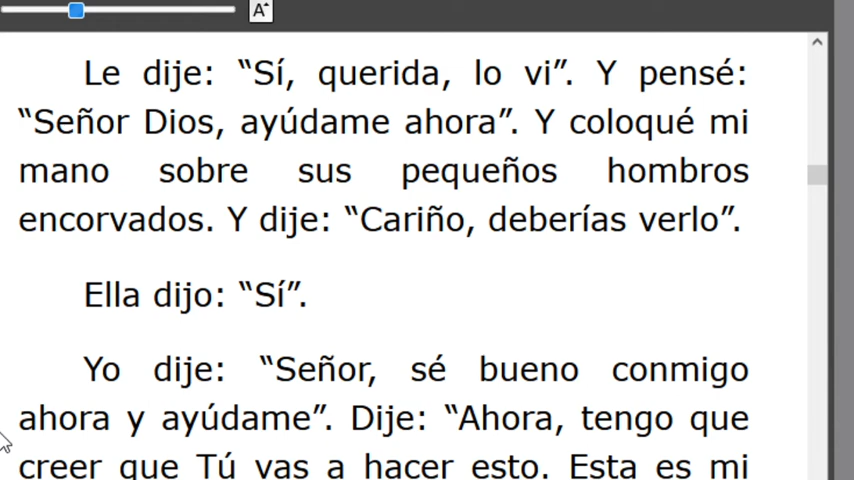 A
Le dije: “Sí, querida, lo vi”. Y pensé:
“Señor Dios, ayúdame ahora”. Y coloqué mi
mano sobre sus pequeños hombros
encorvados. Y dije: “Cariño, deberías verlo”.
Ella dijo: “Sí”.
Yo dije: “Señor, sé bueno conmigo
ahora y ayúdame”. Dije: “Ahora, tengo que
creer que Tú vas a hacer esto. Esta es mi